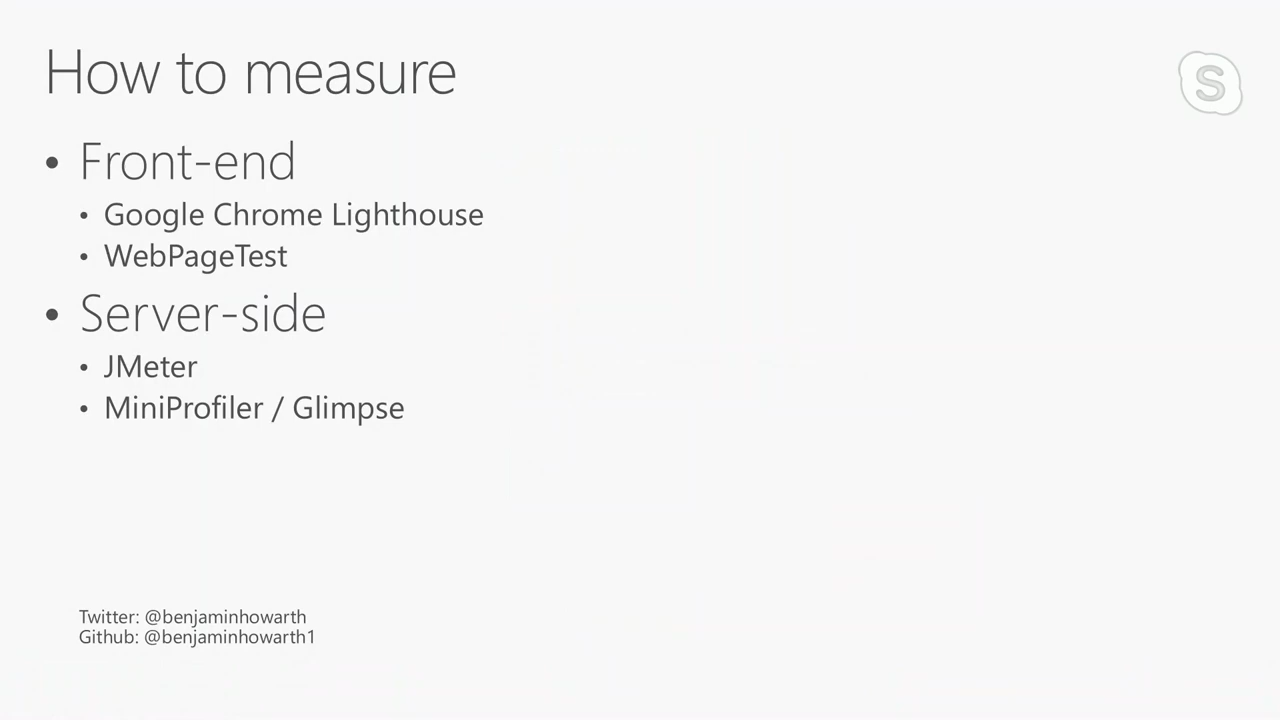 How to measure
S
• Front-end
• Google Chrome Lighthouse
• WebPageTest
• Server-side
• JMeter
• MiniProfiler / Glimpse
Twitter: @benjaminhowarth
Github: @benjaminhowarth1